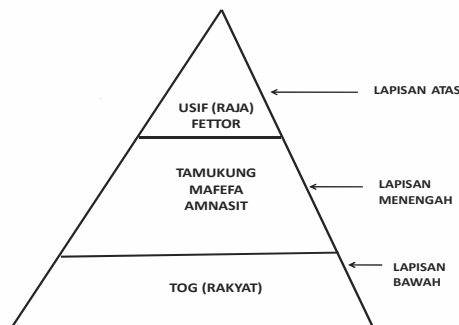 USIF (RAJA)
FETTOR
LAPISAN ATAS
TAMUKUNG
MAFEFA
AMNASIT
LAPISAN
MENENGAH
TOG (RAKYAT)
LAPISAN
BAWAH